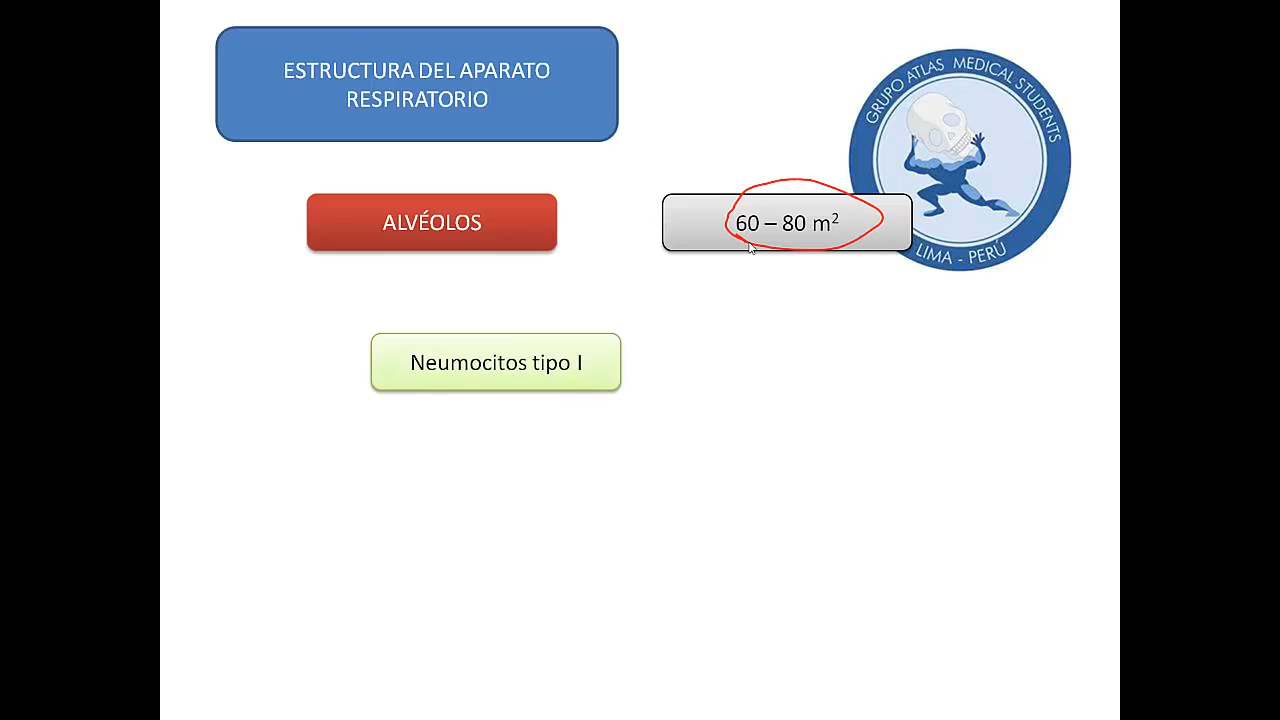 ESTRUCTURA DEL APARATO
RESPIRATORIO
GRUPO ATLAS MEDICAL STUDENTS
LIMA - PERÚ
ALVÉOLOS
60 – 80 m²
Neumocitos tipo I